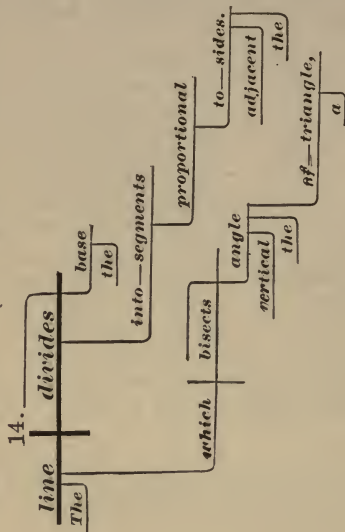 14.
line divides
The
base
the
into—segments
proportional
to—sides.
adjacent
the
which bisects
angle
vertical
the
of—triangle,
a